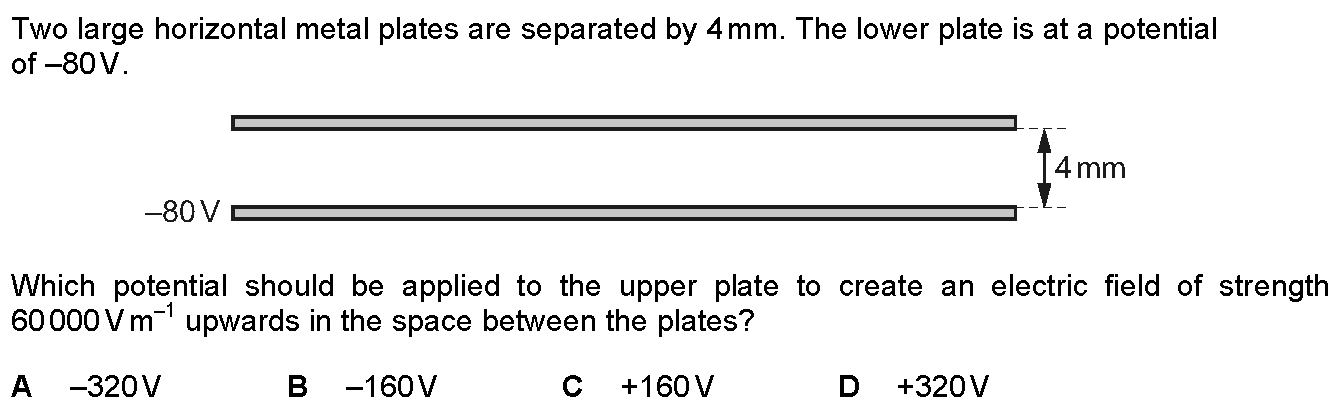 Two large horizontal metal plates are separated by 4 mm. The lower plate is at a potential
of –80 V.
4 mm
–80 V
Which potential should be applied to the upper plate to create an electric field of strength
60 000 V m⁻¹ upwards in the space between the plates?
A –320 V B –160 V C +160 V D +320 V